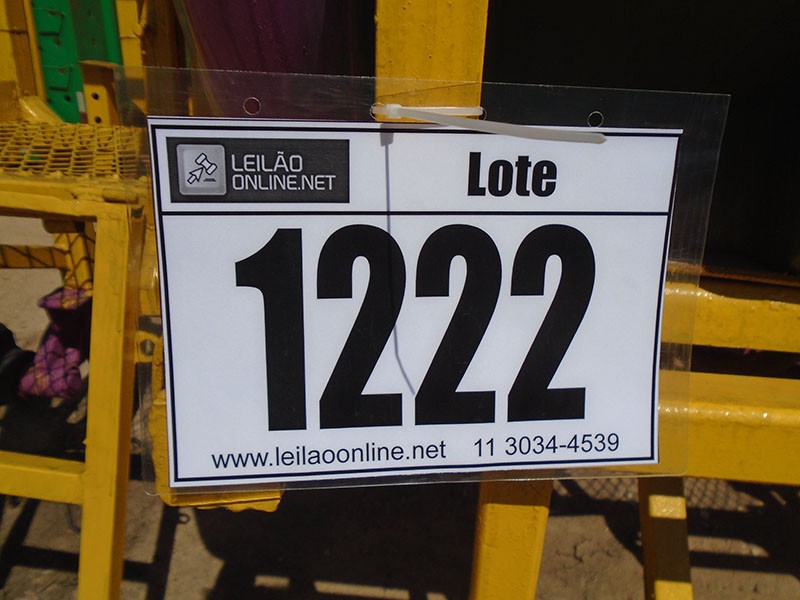 LEILÃO
ONLINE.NET
Lote
1222
www.leilaoonline.net 11 3034-4539